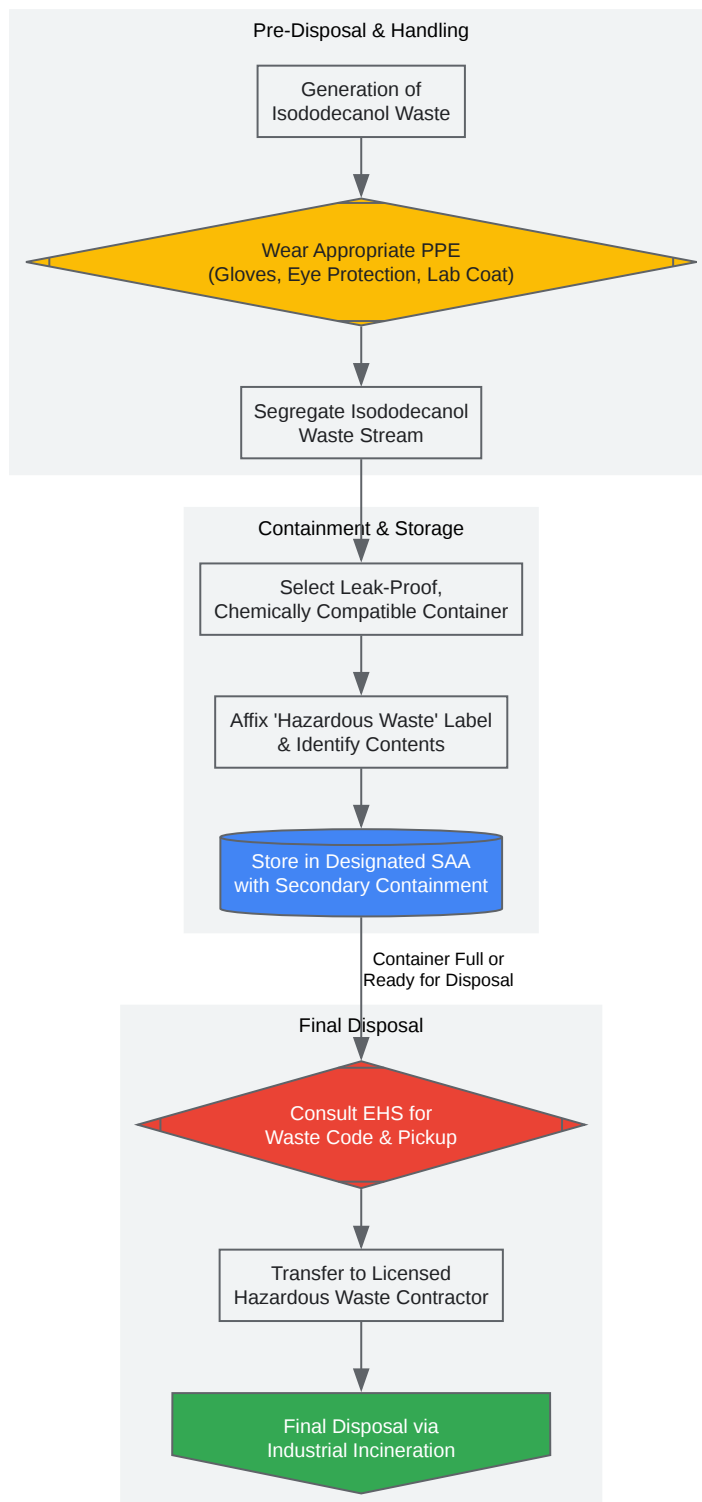 Pre-Disposal & Handling
Generation of
Isododecanol Waste
Wear Appropriate PPE
(Gloves, Eye Protection, Lab Coat)
Segregate Isododecanol
Waste Stream
Containment & Storage
Select Leak-Proof,
Chemically Compatible Container
Affix 'Hazardous Waste' Label
& Identify Contents
Store in Designated SAA
with Secondary Containment
Container Full or
Ready for Disposal
Final Disposal
Consult EHS for
Waste Code & Pickup
Transfer to Licensed
Hazardous Waste Contractor
Final Disposal via
Industrial Incineration